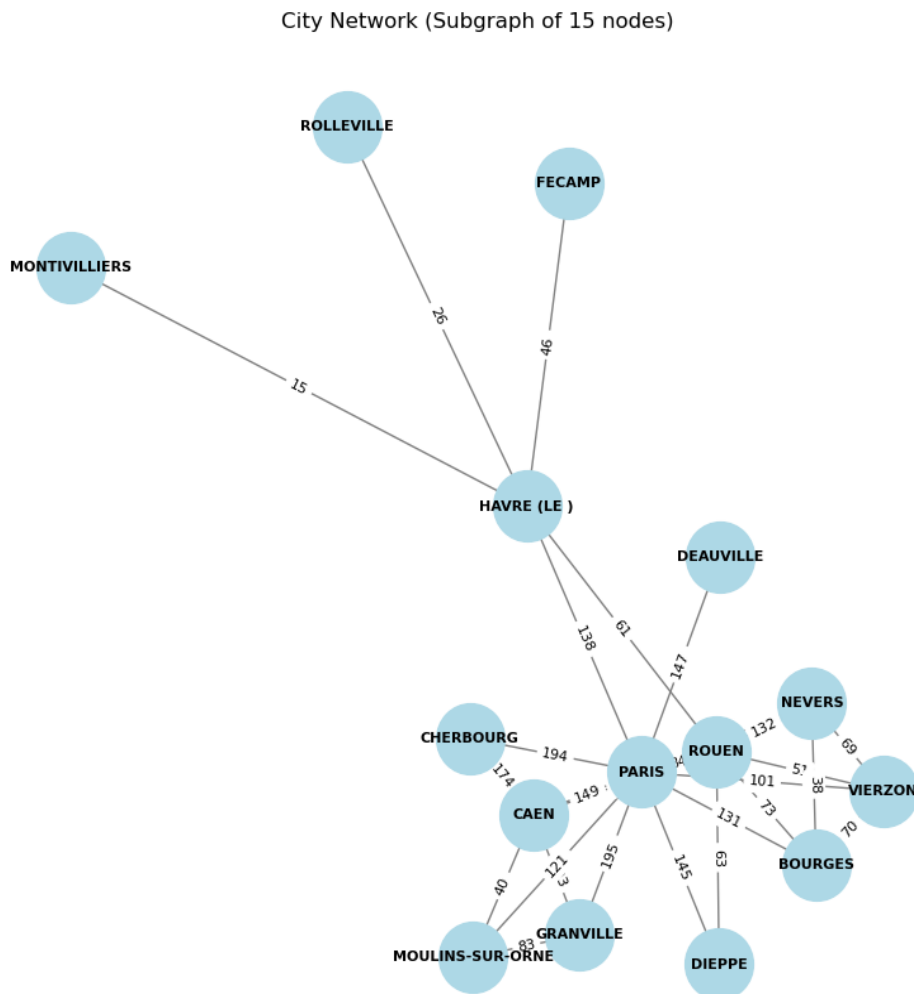 City Network (Subgraph of 15 nodes)
ROLLEVILLE
FECAMP
MONTIVILLIERS
26
46
15
HAVRE (LE )
DEAUVILLE
61
138
147
NEVERS
132
CHERBOURG
ROUEN
69
194
PARIS
174
101
38
VIERZON
149
73
CAEN
131
70
121
195
63
145
BOURGES
40
GRANVILLE
83
MOULINS-SUR-ORNE
DIEPPE